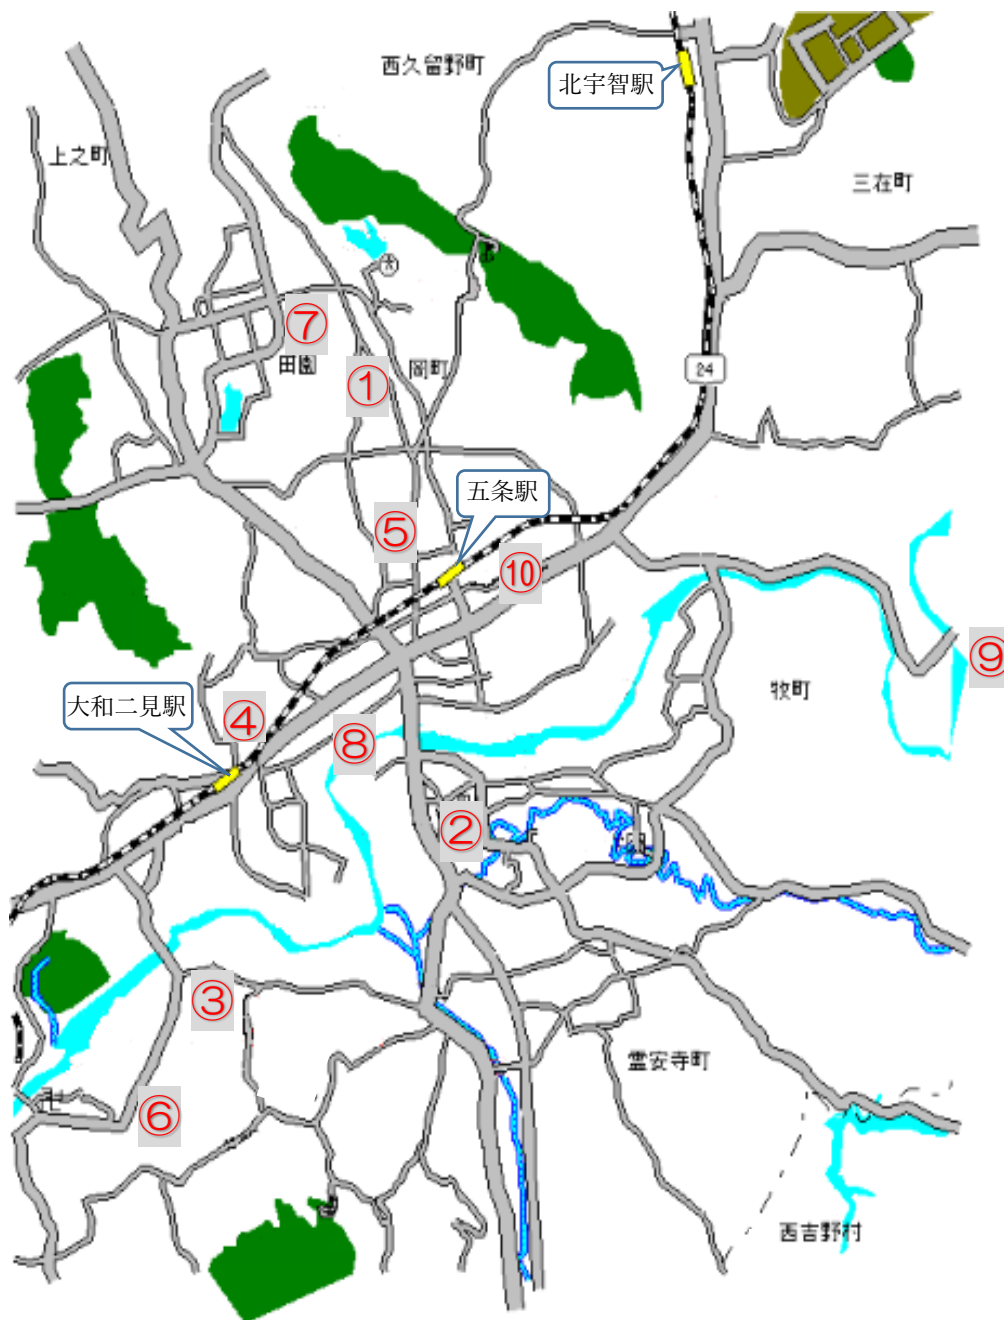 西久留野町
北宇智駅
上之町
三在町
⑦
田園
①
岡町
24
五条駅
⑤
⑩
⑨
大和二見駅
牧町
④
⑧
②
③
霊安寺町
⑥
西吉野村